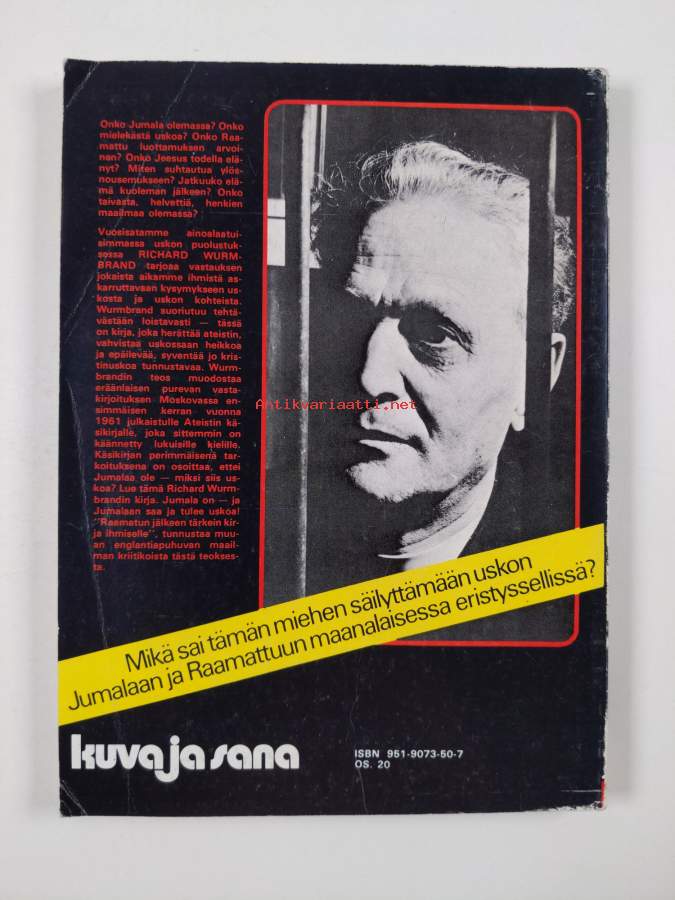 Onko Jumala olemassa? Onko
mielekästä uskoa? Onko Raa-
mattu luottamuksen arvoi-
nen? Onko Jeesus todella elä-
nyt? Miten suhtautua ylös-
nousemukseen? Jatkuuko elä-
mä kuoleman jälkeen? Onko
taivasta, helvettiä, henkien
maailmaa olemassa?
Vuosisatamme ainoalaatui-
simmassa uskon puolustuk-
sessa RICHARD WURM-
BRAND tarjoaa vastauksen
jokaista aikamme ihmistä as-
karruttavaan kysymykseen us-
kosta ja uskon kohteista.
Wurmbrand suoriutuu tehtä-
västään loistavasti — tässä
on kirja, joka herättää ateistin,
vahvistaa uskossaan heikkoa
ja epäilevää, syventää jo kris-
tinuskoa tunnustavaa. Wurm-
brandin teos muodostaa
eräänlaisen purevan vasta-
kirjoituksen Moskovassa en-
simmäisen kerran vuonna
1961 julkaistulle Ateistin kä-
sikirjalle, joka sittemmin on
käännetty lukuisille kielille.
Käsikirjan perimmäisenä tar-
koituksena on osoittaa, ettei
Jumalaa ole — miksi siis us-
koa? Lue tämä Richard Wurm-
brandin kirja. Jumala on — ja
Jumalaan saa ja tulee uskoa!
"Raamatun jälkeen tärkein kir-
ja ihmiselle", tunnustaa muu-
an englantiapuhuvan maail-
man kriitikoista tästä teokses-
ta.
Antikvariaatti.net
Mikä sai tämän miehen säilyttämään uskon
Jumalaan ja Raamattuun maanalaisessa eristyssellissä?
kuva ja sana
ISBN 951-9073-50-7
OS. 20